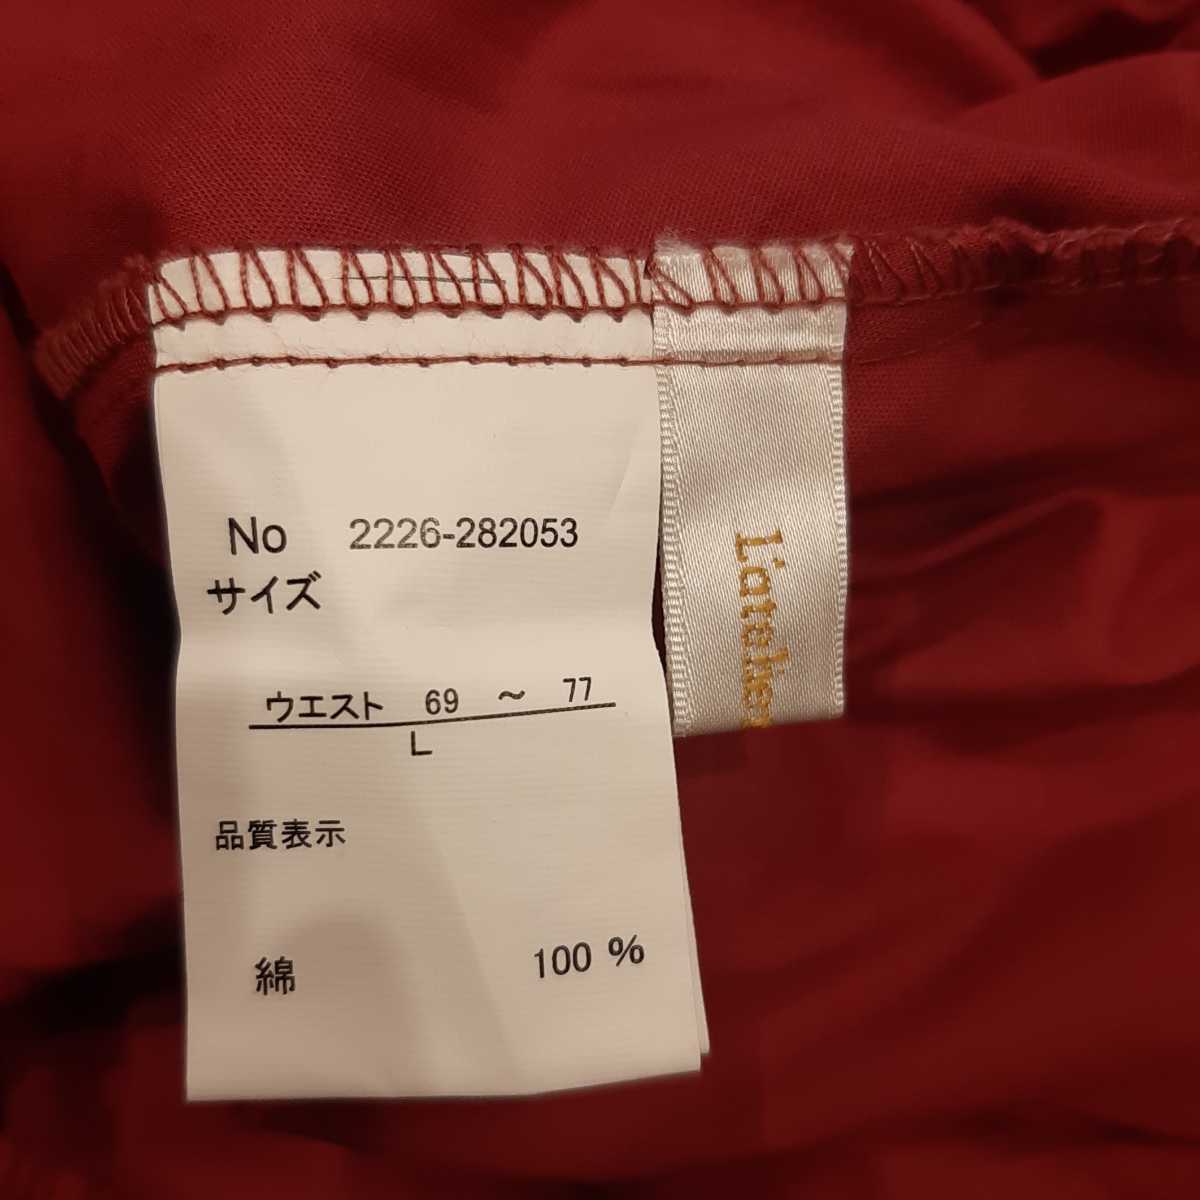 No 2226-282053
サイズ
ウエスト 69 ～ 77
L
品質表示
綿 100 %